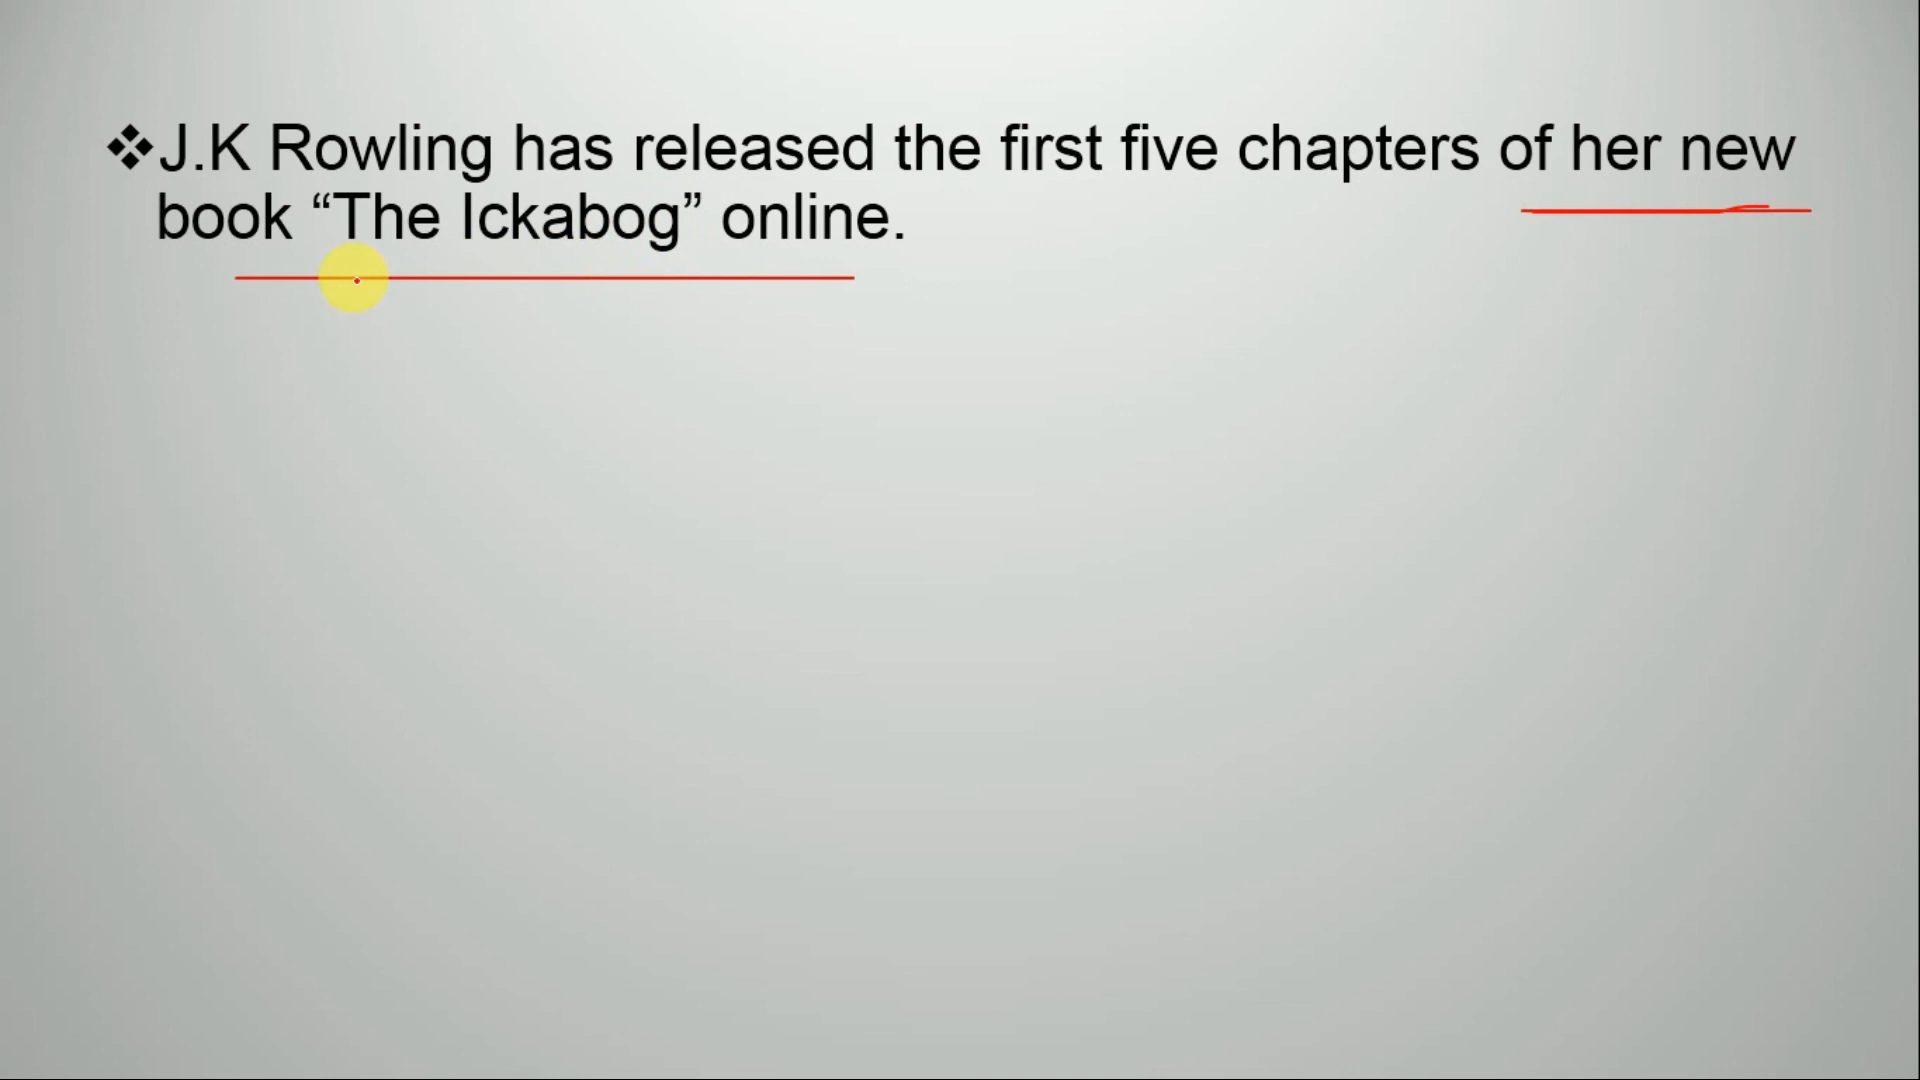 ❖J.K Rowling has released the first five chapters of her new
book “The Ickabog” online.